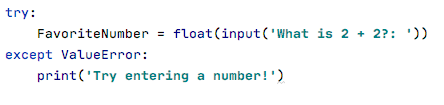 try:
    FavoriteNumber = float(input('What is 2 + 2?: '))
except ValueError:
    print('Try entering a number!')